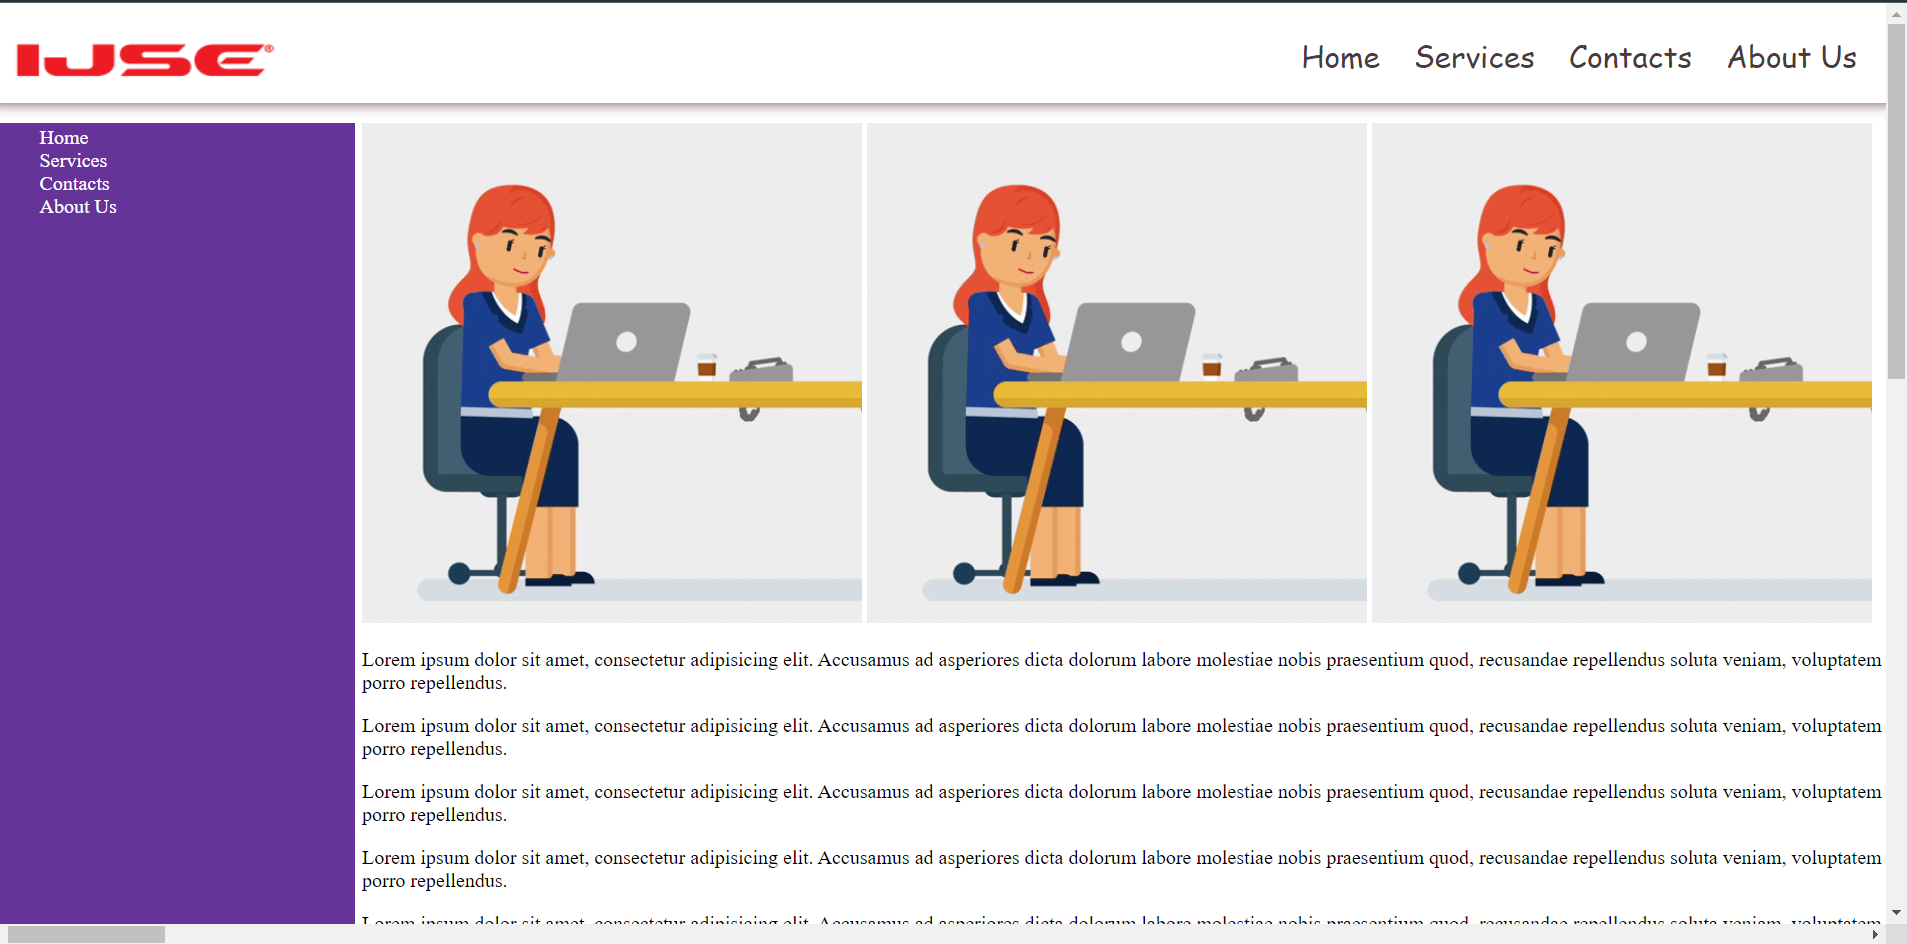 IJSE®
Home Services Contacts About Us
Home
Services
Contacts
About Us
Lorem ipsum dolor sit amet, consectetur adipisicing elit. Accusamus ad asperiores dicta dolorum labore molestiae nobis praesentium quod, recusandae repellendus soluta veniam, voluptatem
porro repellendus.
Lorem ipsum dolor sit amet, consectetur adipisicing elit. Accusamus ad asperiores dicta dolorum labore molestiae nobis praesentium quod, recusandae repellendus soluta veniam, voluptatem
porro repellendus.
Lorem ipsum dolor sit amet, consectetur adipisicing elit. Accusamus ad asperiores dicta dolorum labore molestiae nobis praesentium quod, recusandae repellendus soluta veniam, voluptatem
porro repellendus.
Lorem ipsum dolor sit amet, consectetur adipisicing elit. Accusamus ad asperiores dicta dolorum labore molestiae nobis praesentium quod, recusandae repellendus soluta veniam, voluptatem
porro repellendus.